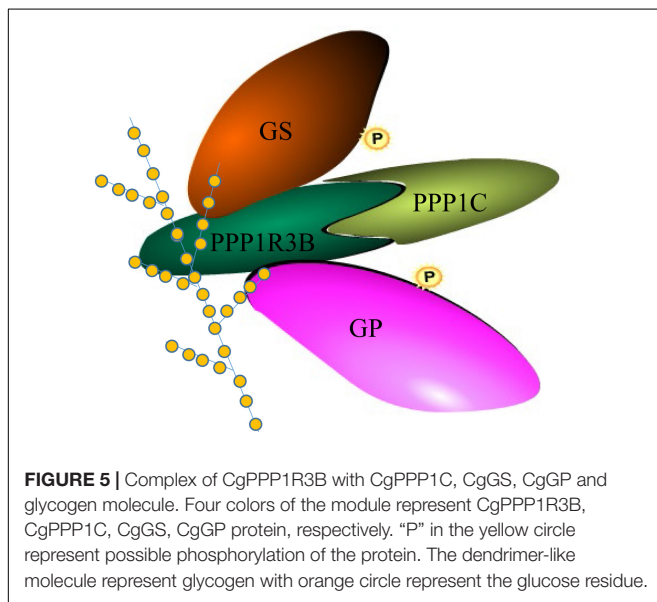 GS
P
PPP1C
PPP1R3B
P
GP
FIGURE 5 | Complex of CgPPP1R3B with CgPPP1C, CgGS, CgGP and
glycogen molecule. Four colors of the module represent CgPPP1R3B,
CgPPP1C, CgGS, CgGP protein, respectively. “P” in the yellow circle
represent possible phosphorylation of the protein. The dendrimer-like
molecule represent glycogen with orange circle represent the glucose residue.